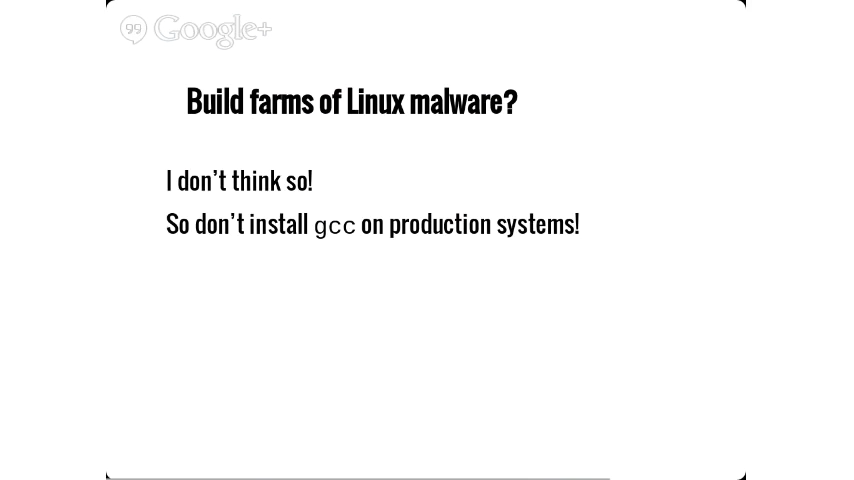 Google+
Build farms of Linux malware?
I don't think so!
So don't install gcc on production systems!